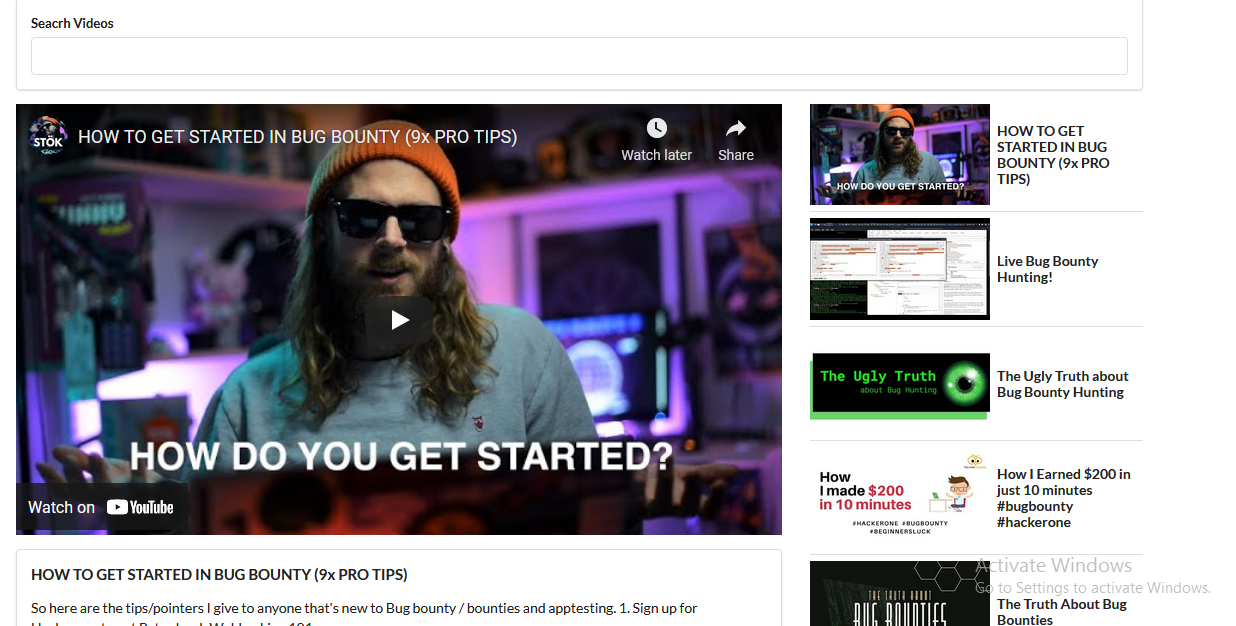 Seacrh Videos
STÖK
HOW TO GET STARTED IN BUG BOUNTY (9x PRO TIPS)
Watch later
Share
HOW DO YOU GET STARTED?
Watch on YouTube
HOW TO GET STARTED IN BUG BOUNTY (9x PRO TIPS)
So here are the tips/pointers I give to anyone that's new to Bug bounty / bounties and apptesting. 1. Sign up for
HOW DO YOU GET STARTED?
HOW TO GET
STARTED IN BUG
BOUNTY (9x PRO
TIPS)
Live Bug Bounty
Hunting!
The Ugly Truth
about Bug Hunting
The Ugly Truth about
Bug Bounty Hunting
How
I made $200
in 10 minutes
#HACKERONE #BUGBOUNTY
#BEGINNERSLUCK
How I Earned $200 in
just 10 minutes
#bugbounty
#hackerone
THE TRUTH ABOUT
BUG BOUNTIES
The Truth About Bug
Bounties
Activate Windows
Go to Settings to activate Windows.